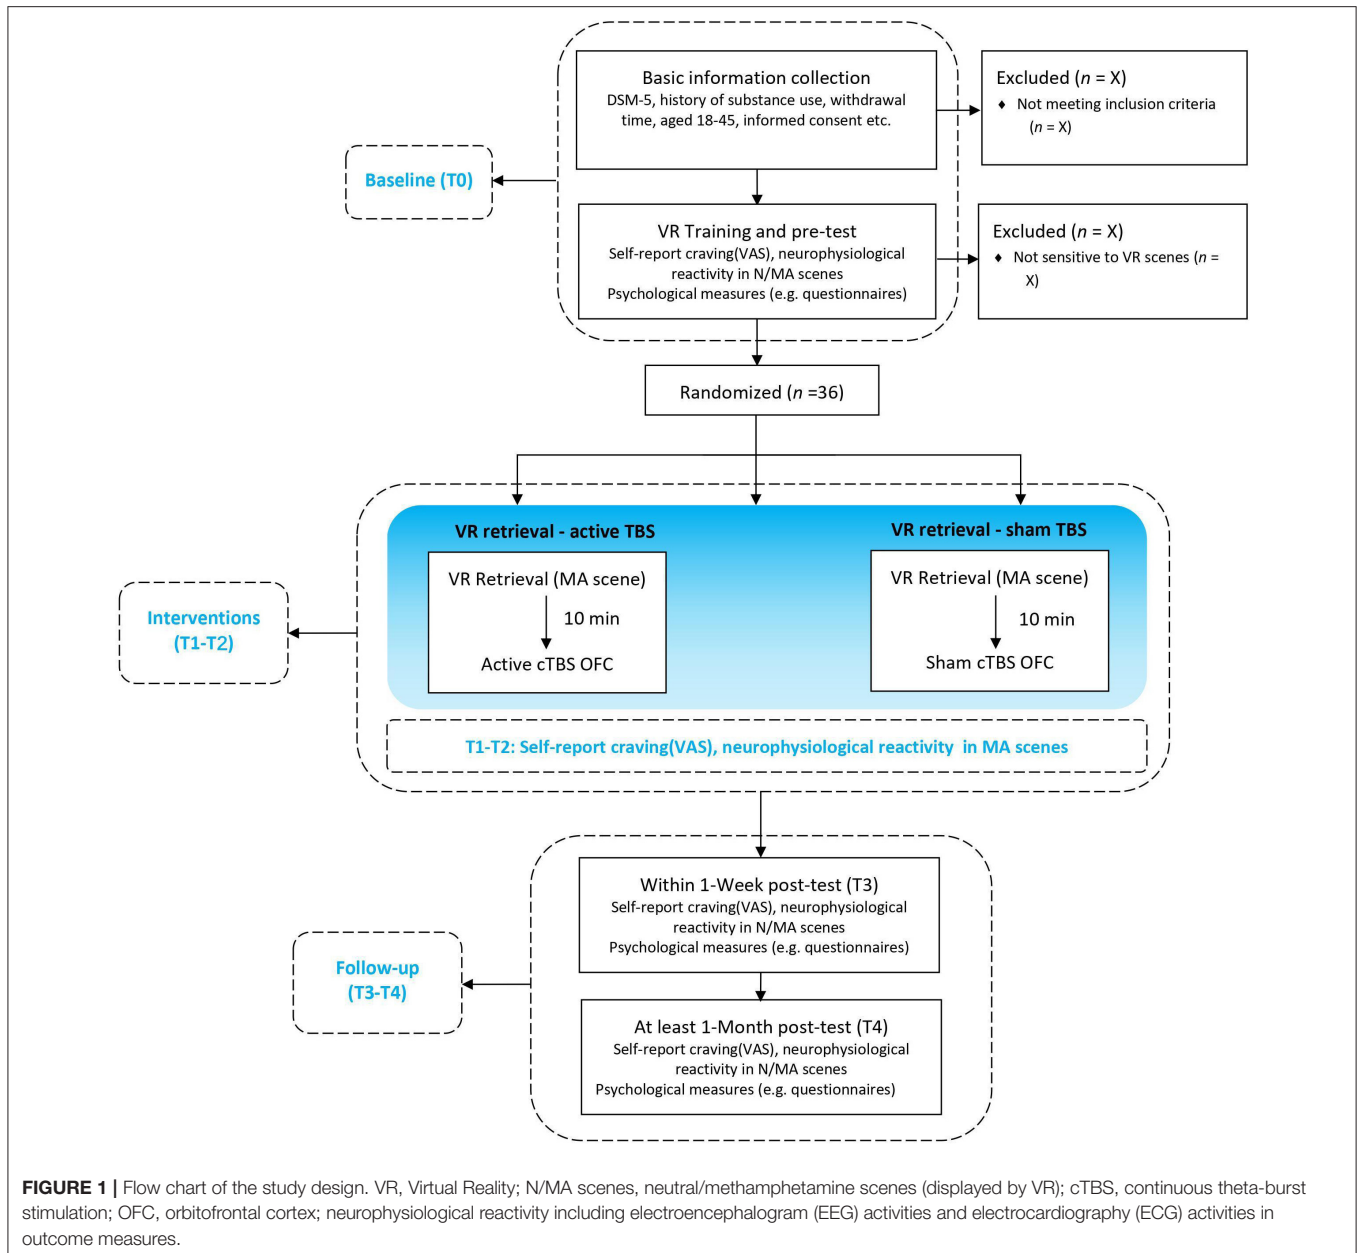 Basic information collection
DSM-5, history of substance use, withdrawal
time, aged 18-45, informed consent etc.
Excluded (n = X)
♦ Not meeting inclusion criteria
(n = X)
Baseline (T0)
VR Training and pre-test
Self-report craving(VAS), neurophysiological
reactivity in N/MA scenes
Psychological measures (e.g. questionnaires)
Excluded (n = X)
♦ Not sensitive to VR scenes (n =
X)
Randomized (n =36)
VR retrieval - active TBS
VR Retrieval (MA scene)
10 min
Active cTBS OFC
VR retrieval - sham TBS
VR Retrieval (MA scene)
10 min
Sham cTBS OFC
Interventions
(T1-T2)
T1-T2: Self-report craving(VAS), neurophysiological reactivity in MA scenes
Within 1-Week post-test (T3)
Self-report craving(VAS), neurophysiological
reactivity in N/MA scenes
Psychological measures (e.g. questionnaires)
Follow-up
(T3-T4)
At least 1-Month post-test (T4)
Self-report craving(VAS), neurophysiological
reactivity in N/MA scenes
Psychological measures (e.g. questionnaires)
FIGURE 1 | Flow chart of the study design. VR, Virtual Reality; N/MA scenes, neutral/methamphetamine scenes (displayed by VR); cTBS, continuous theta-burst
stimulation; OFC, orbitofrontal cortex; neurophysiological reactivity including electroencephalogram (EEG) activities and electrocardiography (ECG) activities in
outcome measures.